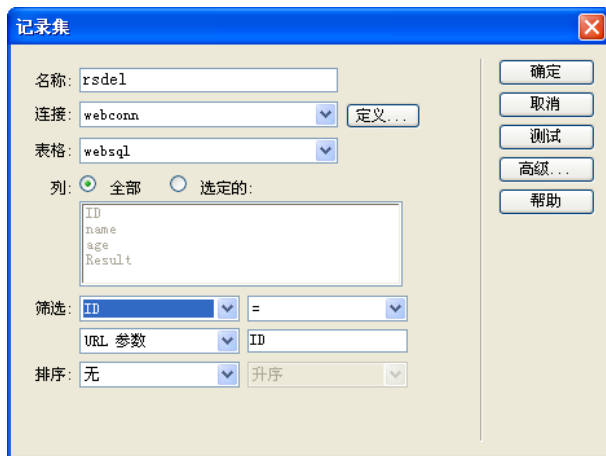 记录集
名称: rsdel
连接: webconn 定义...
表格: websql
列: 全部 选定的:
ID
name
age
Result
筛选: ID =
URL 参数 ID
排序: 无 升序
确定
取消
测试
高级...
帮助